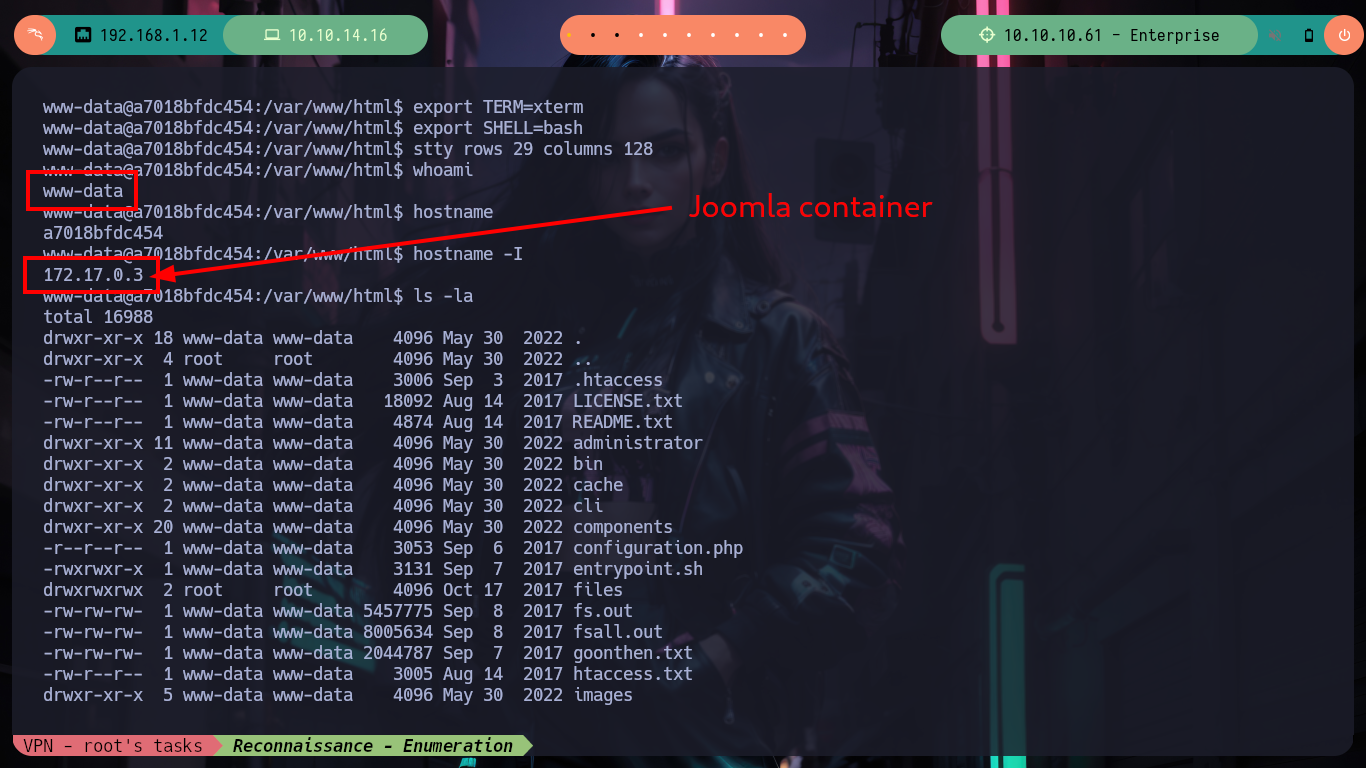 192.168.1.12 10.10.14.16 10.10.10.61 - Enterprise
www-data@a7018bfdc454:/var/www/html$ export TERM=xterm
www-data@a7018bfdc454:/var/www/html$ export SHELL=bash
www-data@a7018bfdc454:/var/www/html$ stty rows 29 columns 128
www-data@a7018bfdc454:/var/www/html$ whoami
www-data
www-data@a7018bfdc454:/var/www/html$ hostname
Joomla container
a7018bfdc454
www-data@a7018bfdc454:/var/www/html$ hostname -I
172.17.0.3
www-data@a7018bfdc454:/var/www/html$ ls -la
total 16988
drwxr-xr-x 18 www-data www-data    4096 May 30  2022 .
drwxr-xr-x  4 root     root        4096 May 30  2022 ..
-rw-r--r--  1 www-data www-data    3006 Sep  3  2017 .htaccess
-rw-r--r--  1 www-data www-data   18092 Aug 14  2017 LICENSE.txt
-rw-r--r--  1 www-data www-data    4874 Aug 14  2017 README.txt
drwxr-xr-x 11 www-data www-data    4096 May 30  2022 administrator
drwxr-xr-x  2 www-data www-data    4096 May 30  2022 bin
drwxr-xr-x  2 www-data www-data    4096 May 30  2022 cache
drwxr-xr-x  2 www-data www-data    4096 May 30  2022 cli
drwxr-xr-x 20 www-data www-data    4096 May 30  2022 components
-r--r--r--  1 www-data www-data    3053 Sep  6  2017 configuration.php
-rwxrwxr-x  1 www-data www-data    3131 Sep  7  2017 entrypoint.sh
drwxrwxrwx  2 root     root        4096 Oct 17  2017 files
-rw-rw-rw-  1 www-data www-data 5457775 Sep  8  2017 fs.out
-rw-rw-rw-  1 www-data www-data 8005634 Sep  8  2017 fsall.out
-rw-rw-rw-  1 www-data www-data 2044787 Sep  7  2017 goonthen.txt
-rw-r--r--  1 www-data www-data    3005 Aug 14  2017 htaccess.txt
drwxr-xr-x  5 www-data www-data    4096 May 30  2022 images
VPN - root's tasks Reconnaissance - Enumeration